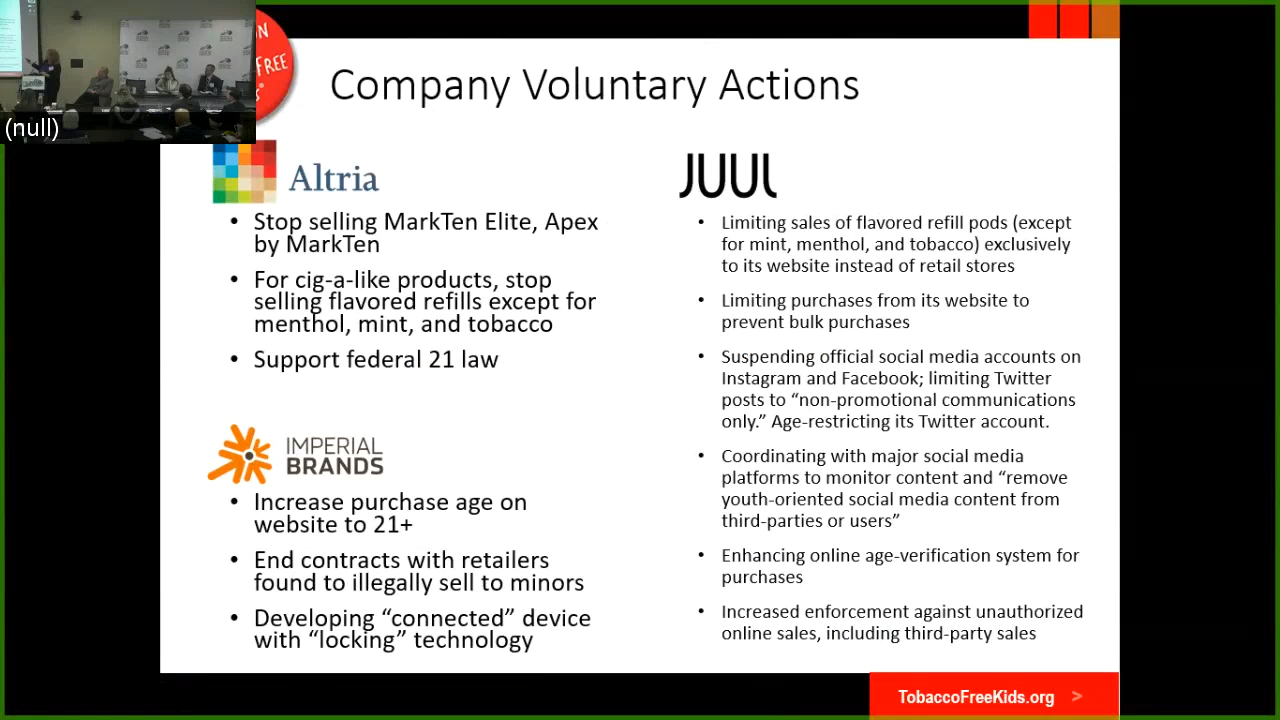 (null)
ON
FREE
Company Voluntary Actions
Altria
• Stop selling MarkTen Elite, Apex
by MarkTen
• For cig-a-like products, stop
selling flavored refills except for
menthol, mint, and tobacco
• Support federal 21 law
IMPERIAL
BRANDS
• Increase purchase age on
website to 21+
• End contracts with retailers
found to illegally sell to minors
• Developing “connected” device
with “locking” technology
JUUL
• Limiting sales of flavored refill pods (except
for mint, menthol, and tobacco) exclusively
to its website instead of retail stores
• Limiting purchases from its website to
prevent bulk purchases
• Suspending official social media accounts on
Instagram and Facebook; limiting Twitter
posts to “non-promotional communications
only.” Age-restricting its Twitter account.
• Coordinating with major social media
platforms to monitor content and “remove
youth-oriented social media content from
third-parties or users”
• Enhancing online age-verification system for
purchases
• Increased enforcement against unauthorized
online sales, including third-party sales
TobaccoFreeKids.org >